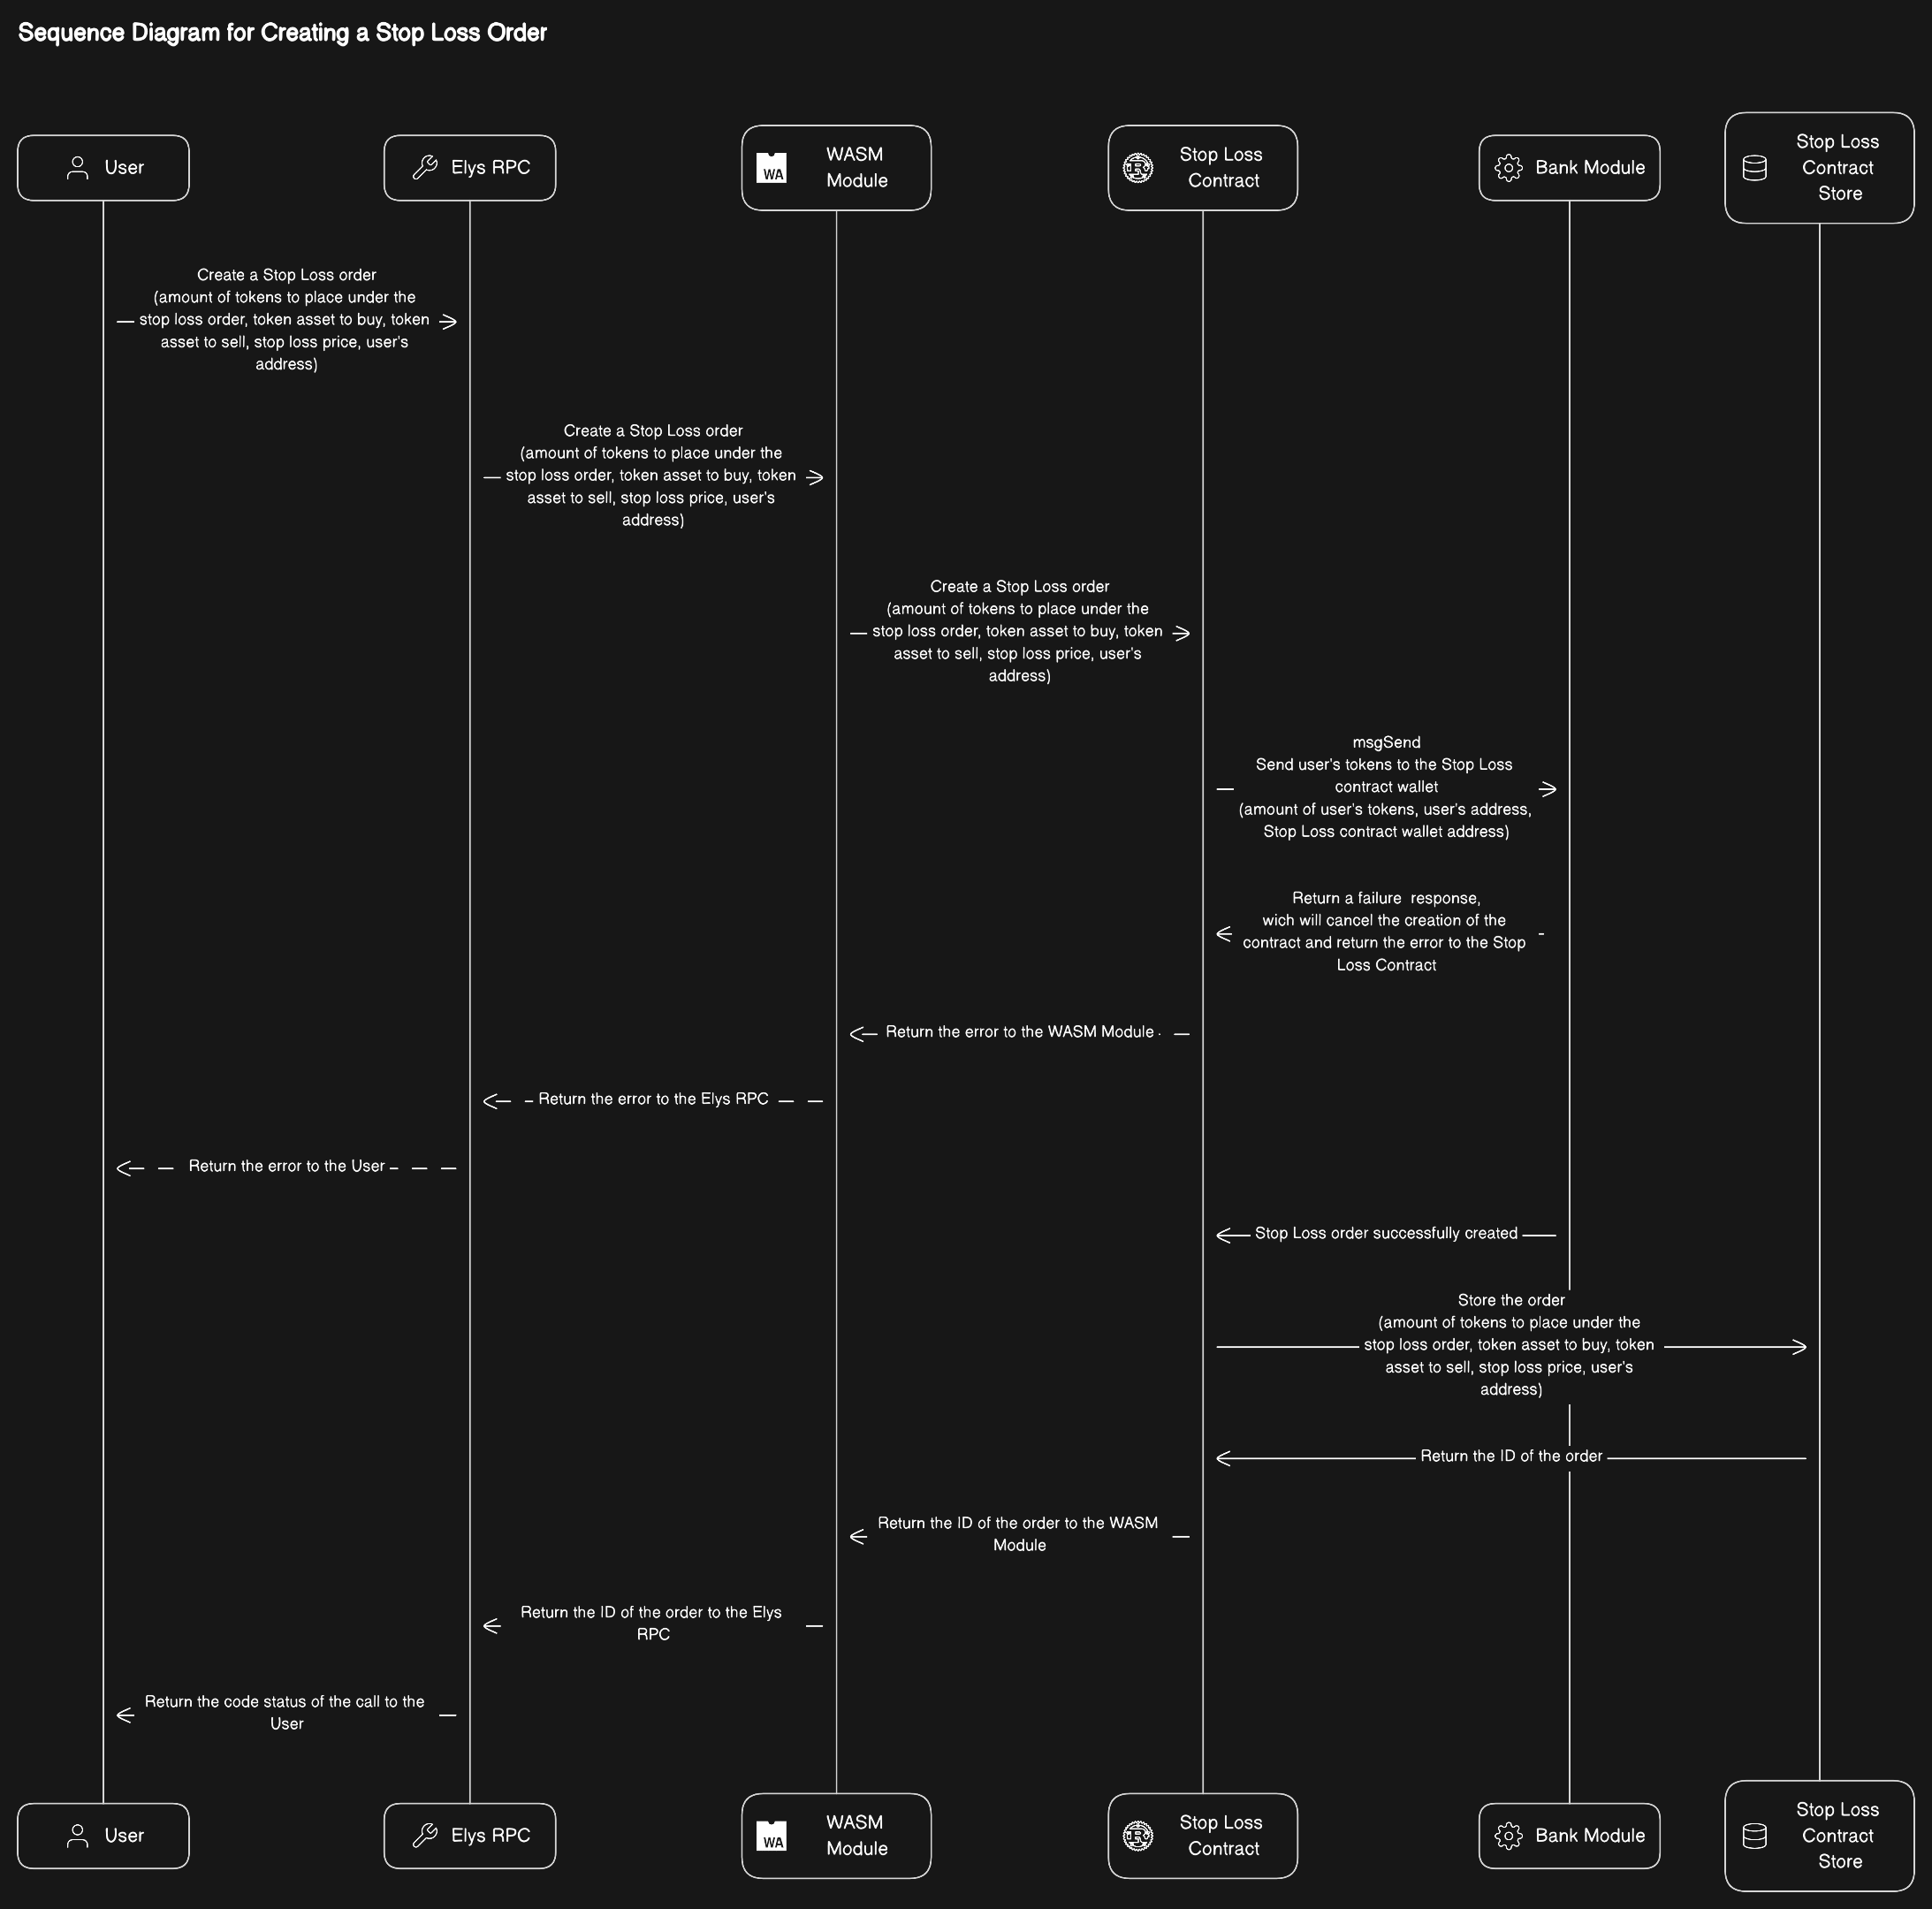 Sequence Diagram for Creating a Stop Loss Order
User
Elys RPC
WA
WASM
Module
Stop Loss
Contract
Bank Module
Stop Loss
Contract
Store
Create a Stop Loss order
(amount of tokens to place under the
stop loss order, token asset to buy, token
asset to sell, stop loss price, user's
address)
Create a Stop Loss order
(amount of tokens to place under the
stop loss order, token asset to buy, token
asset to sell, stop loss price, user's
address)
Create a Stop Loss order
(amount of tokens to place under the
stop loss order, token asset to buy, token
asset to sell, stop loss price, user's
address)
msgSend
Send user's tokens to the Stop Loss
contract wallet
(amount of user's tokens, user's address,
Stop Loss contract wallet address)
Return a failure  response,
wich will cancel the creation of the
contract and return the error to the Stop
Loss Contract
Return the error to the WASM Module
Return the error to the Elys RPC
Return the error to the User
Stop Loss order successfully created
Store the order
(amount of tokens to place under the
stop loss order, token asset to buy, token
asset to sell, stop loss price, user's
address)
Return the ID of the order
Return the ID of the order to the WASM
Module
Return the ID of the order to the Elys
RPC
Return the code status of the call to the
User
User
Elys RPC
WA
WASM
Module
Stop Loss
Contract
Bank Module
Stop Loss
Contract
Store